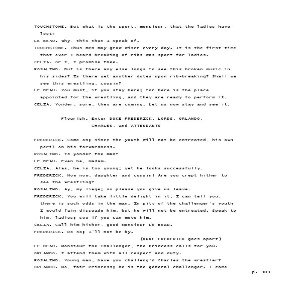 TOUCHSTONE. But what is the sport, monsieur, that the ladies have
lost?
LE BEAU. Why, this that I speak of.
TOUCHSTONE. Thus men may grow wiser every day. It is the first time
that ever I heard breaking of ribs was sport for ladies.
CELIA. Or I, I promise thee.
ROSALIND. But is there any else longs to see this broken music in
his sides? Is there yet another dotes upon rib-breaking? Shall we
see this wrestling, cousin?
LE BEAU. You must, if you stay here; for here is the place
appointed for the wrestling, and they are ready to perform it.
CELIA. Yonder, sure, they are coming. Let us now stay and see it.
Flourish. Enter DUKE FREDERICK, LORDS, ORLANDO,
CHARLES, and ATTENDANTS
FREDERICK. Come on; since the youth will not be entreated, his own
peril on his forwardness.
ROSALIND. Is yonder the man?
LE BEAU. Even he, madam.
CELIA. Alas, he is too young; yet he looks successfully.
FREDERICK. How now, daughter and cousin! Are you crept hither to
see the wrestling?
ROSALIND. Ay, my liege; so please you give us leave.
FREDERICK. You will take little delight in it, I can tell you,
there is such odds in the man. In pity of the challenger's youth
I would fain dissuade him, but he will not be entreated. Speak to
him, ladies; see if you can move him.
CELIA. Call him hither, good Monsieur Le Beau.
FREDERICK. Do so; I'll not be by.
[DUKE FREDERICK goes apart]
LE BEAU. Monsieur the Challenger, the Princess calls for you.
ORLANDO. I attend them with all respect and duty.
ROSALIND. Young man, have you challeng'd Charles the wrestler?
ORLANDO. No, fair Princess; he is the general challenger. I come